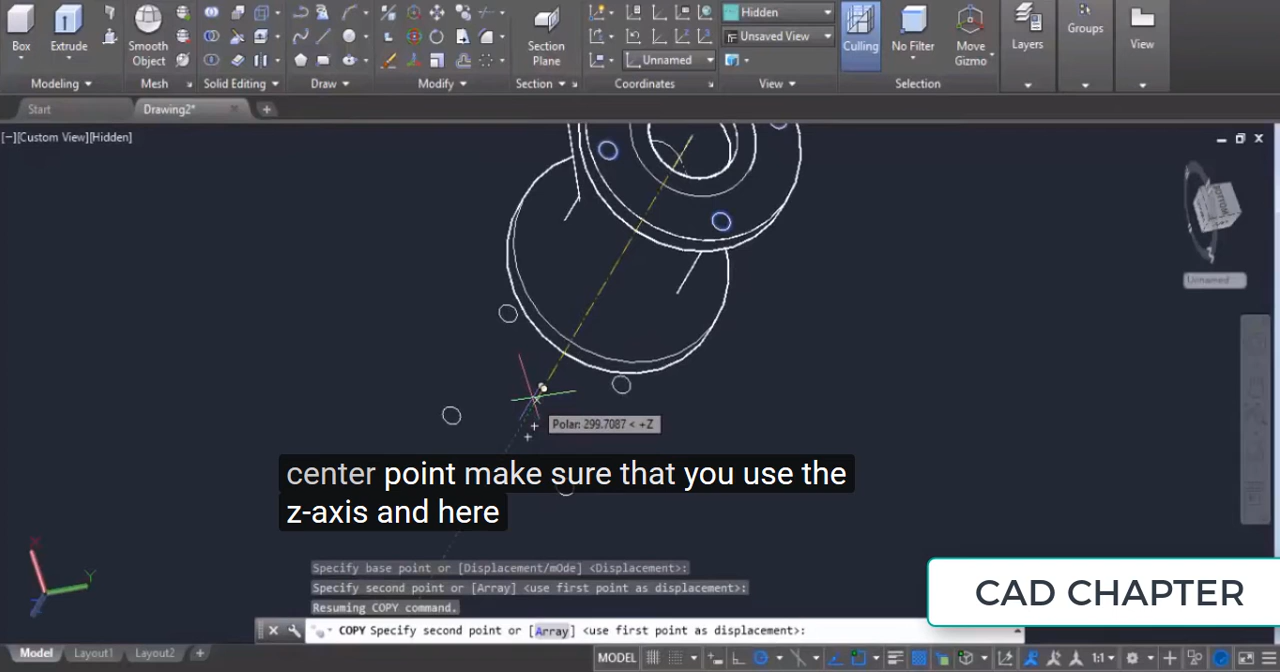 Hidden
Unsaved View
Box
Extrude
Smooth
Object
Section
Plane
Unnamed
Culling
No Filter
Move
Gizmo
Layers
Groups
View
Modeling
Mesh
Solid Editing
Draw
Modify
Section
Coordinates
View
Selection
Start
Drawing2*
[−][Custom View][Hidden]
BOTTOM
Unnamed
Polar: 299.7087 < +Z
center point make sure that you use the
z-axis and here
X
Y
Z
Specify base point or [Displacement/mOde] <Displacement>:
Specify second point or [Array] <use first point as displacement>:
Resuming COPY command.
COPY Specify second point or [Array] <use first point as displacement>:
CAD CHAPTER
Model
Layout1
Layout2
MODEL
1:1